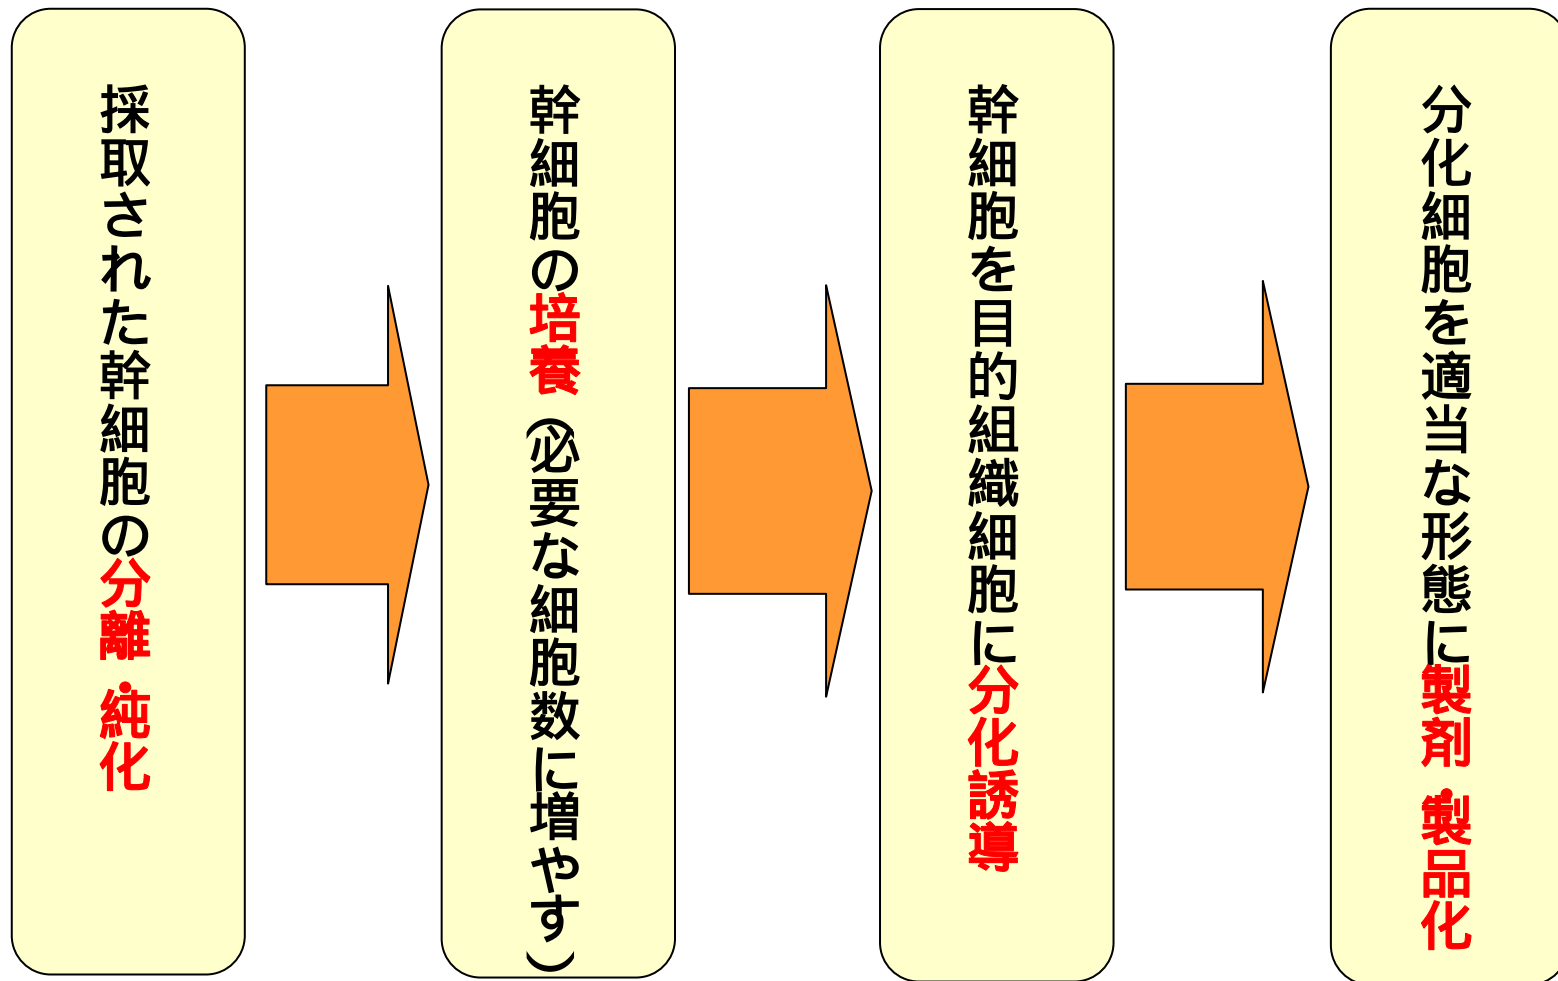 採取された幹細胞の分離・純化
幹細胞の培養（必要な細胞数に増やす）
幹細胞を目的組織細胞に分化誘導
分化細胞を適当な形態に製剤・製品化